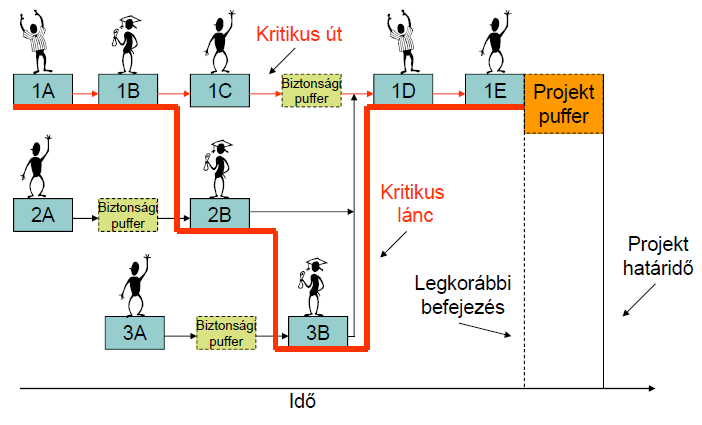 Kritikus út
1A
1B
1C
Biztonsági
puffer
1D
1E
Projekt
puffer
2A
Biztonsági
puffer
2B
Kritikus
lánc
3A
Biztonsági
puffer
3B
Legkorábbi
befejezés
Projekt
határidő
Idő